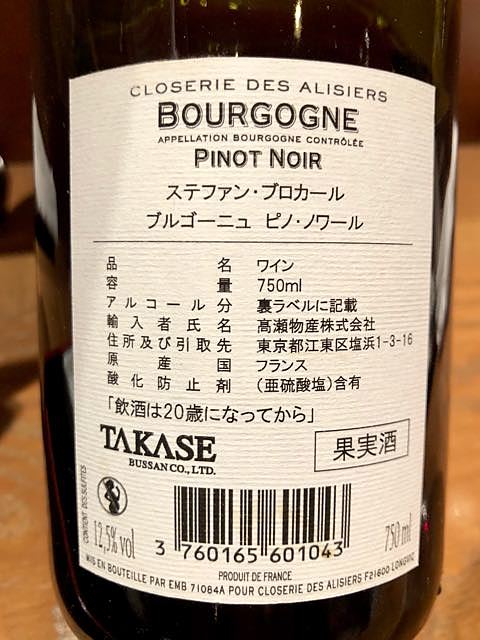 CLOSERIE DES ALISIERS
BOURGOGNE
APPELLATION BOURGOGNE CONTRÔLÉE
PINOT NOIR
ステファン・ブロカール
ブルゴーニュ ピノ・ノワール
品名 ワイン
容量 750ml
アルコール分 裏ラベルに記載
輸入者氏名 髙瀬物産株式会社
住所及び引取先 東京都江東区塩浜1-3-16
原産国 フランス
酸化防止剤 (亜硫酸塩)含有
「飲酒は20歳になってから」
TAKASE
BUSSAN CO., LTD.
果実酒
CONTIENT DES SULFITES
12,5% vol
3 760165 601043
750 ml
PRODUIT DE FRANCE
MIS EN BOUTEILLE PAR EMB 71084A POUR CLOSERIE DES ALISIERS F21600 LONGVIC